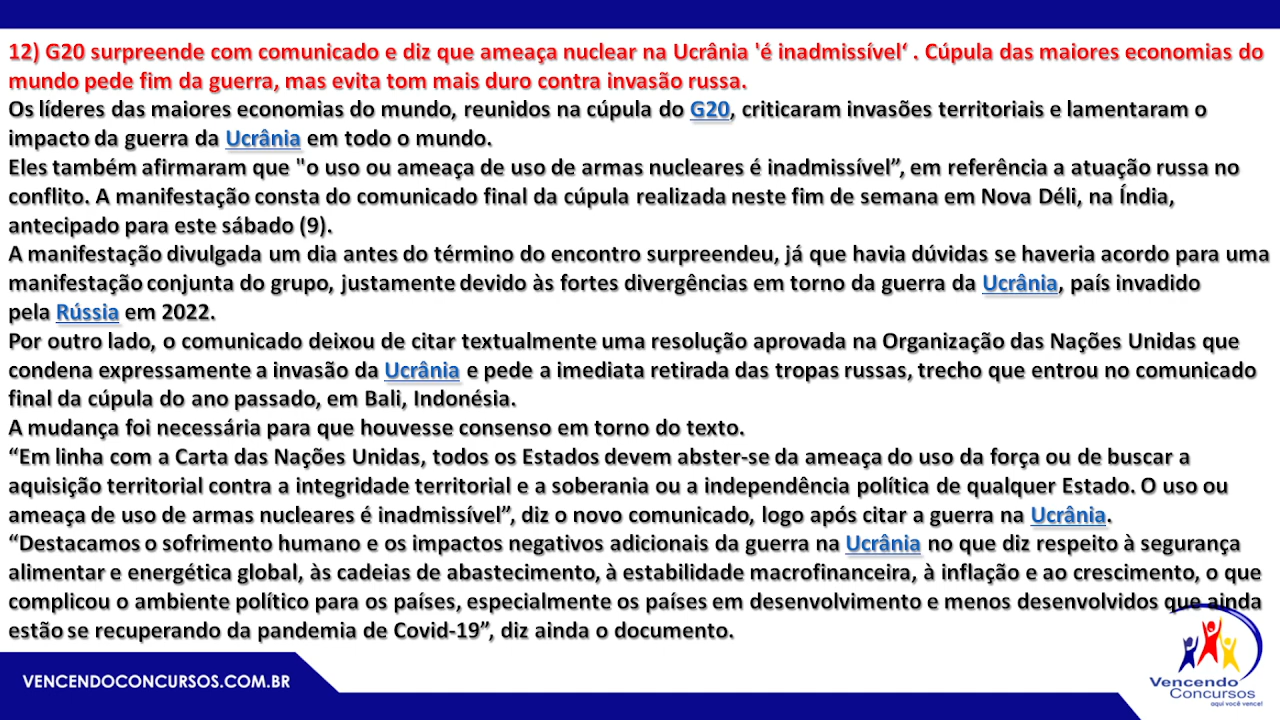 12) G20 surpreende com comunicado e diz que ameaça nuclear na Ucrânia 'é inadmissível‘ . Cúpula das maiores economias do
mundo pede fim da guerra, mas evita tom mais duro contra invasão russa.
Os líderes das maiores economias do mundo, reunidos na cúpula do G20, criticaram invasões territoriais e lamentaram o
impacto da guerra da Ucrânia em todo o mundo.
Eles também afirmaram que "o uso ou ameaça de uso de armas nucleares é inadmissível”, em referência a atuação russa no
conflito. A manifestação consta do comunicado final da cúpula realizada neste fim de semana em Nova Déli, na Índia,
antecipado para este sábado (9).
A manifestação divulgada um dia antes do término do encontro surpreendeu, já que havia dúvidas se haveria acordo para uma
manifestação conjunta do grupo, justamente devido às fortes divergências em torno da guerra da Ucrânia, país invadido
pela Rússia em 2022.
Por outro lado, o comunicado deixou de citar textualmente uma resolução aprovada na Organização das Nações Unidas que
condena expressamente a invasão da Ucrânia e pede a imediata retirada das tropas russas, trecho que entrou no comunicado
final da cúpula do ano passado, em Bali, Indonésia.
A mudança foi necessária para que houvesse consenso em torno do texto.
“Em linha com a Carta das Nações Unidas, todos os Estados devem abster-se da ameaça do uso da força ou de buscar a
aquisição territorial contra a integridade territorial e a soberania ou a independência política de qualquer Estado. O uso ou
ameaça de uso de armas nucleares é inadmissível”, diz o novo comunicado, logo após citar a guerra na Ucrânia.
“Destacamos o sofrimento humano e os impactos negativos adicionais da guerra na Ucrânia no que diz respeito à segurança
alimentar e energética global, às cadeias de abastecimento, à estabilidade macrofinanceira, à inflação e ao crescimento, o que
complicou o ambiente político para os países, especialmente os países em desenvolvimento e menos desenvolvidos que ainda
estão se recuperando da pandemia de Covid-19”, diz ainda o documento.
VENCENDOCONCURSOS.COM.BR
Vencendo
Concursos
aqui você vence!